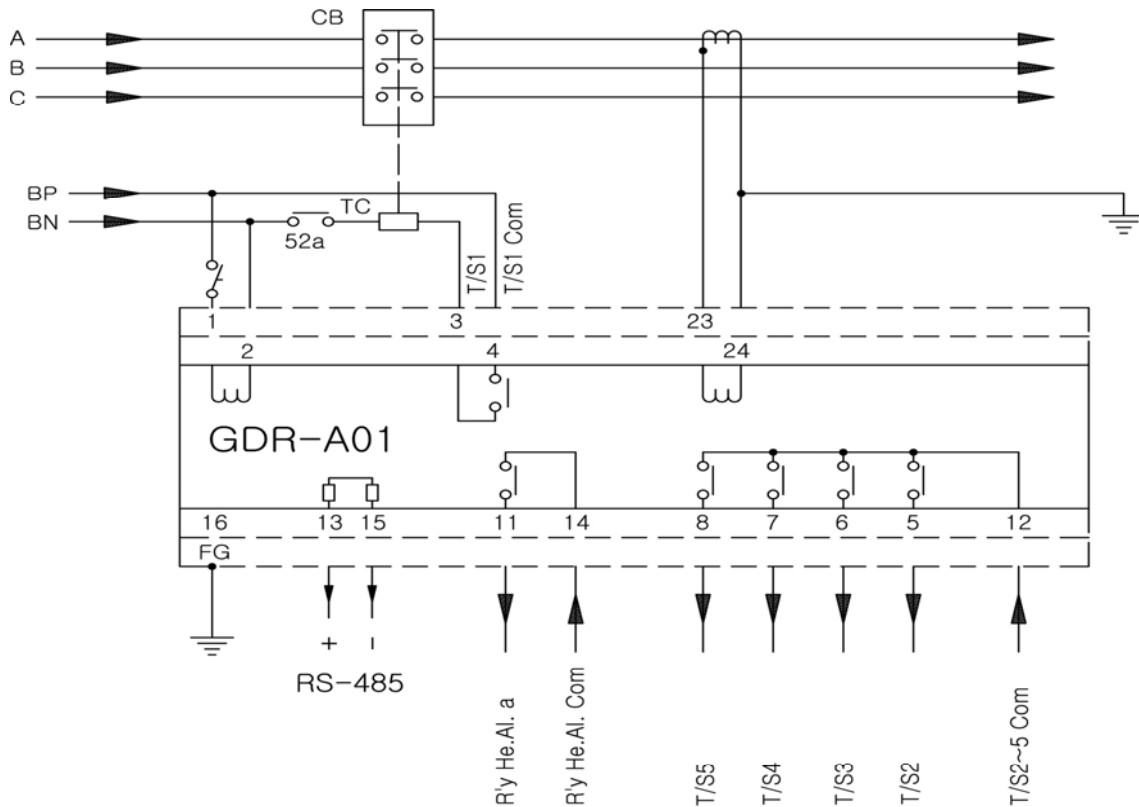 CB
A
B
C
BP
BN
TC
52a
T/S1
T/S1 Com
1
3
23
2
4
24
GDR-A01
16
13
15
11
14
8
7
6
5
12
FG
+
-
RS-485
R'y He.Al. a
R'y He.Al. Com
T/S5
T/S4
T/S3
T/S2
T/S2~5 Com